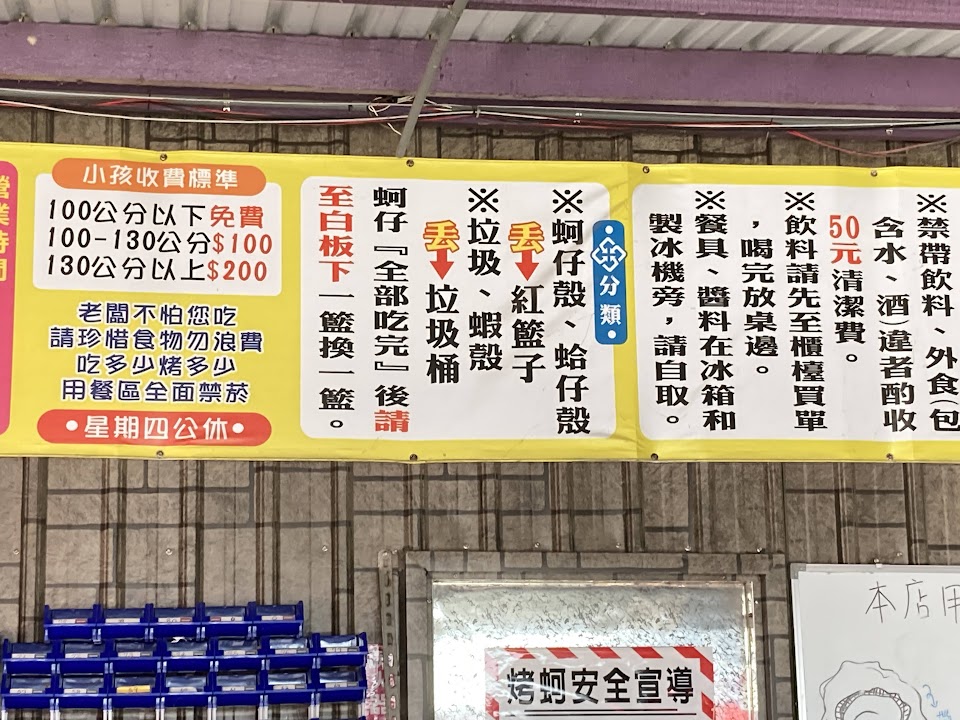 營業時間
小孩收費標準
100公分以下免費
100-130公分$100
130公分以上$200
老闆不怕您吃
請珍惜食物勿浪費
吃多少烤多少
用餐區全面禁菸
•星期四公休•
•分類•
※蚵仔殼、蛤仔殼
丟→紅籃子
※垃圾、蝦殼
丟→垃圾桶
蚵仔『全部吃完』後請
至白板下一籃換一籃。
※禁帶飲料、外食(包
含水、酒)違者酌收
50元清潔費。
※飲料請先至櫃檯買單
,喝完放桌邊。
※餐具、醬料在冰箱和
製冰機旁,請自取。
烤蚵安全宣導
本店用